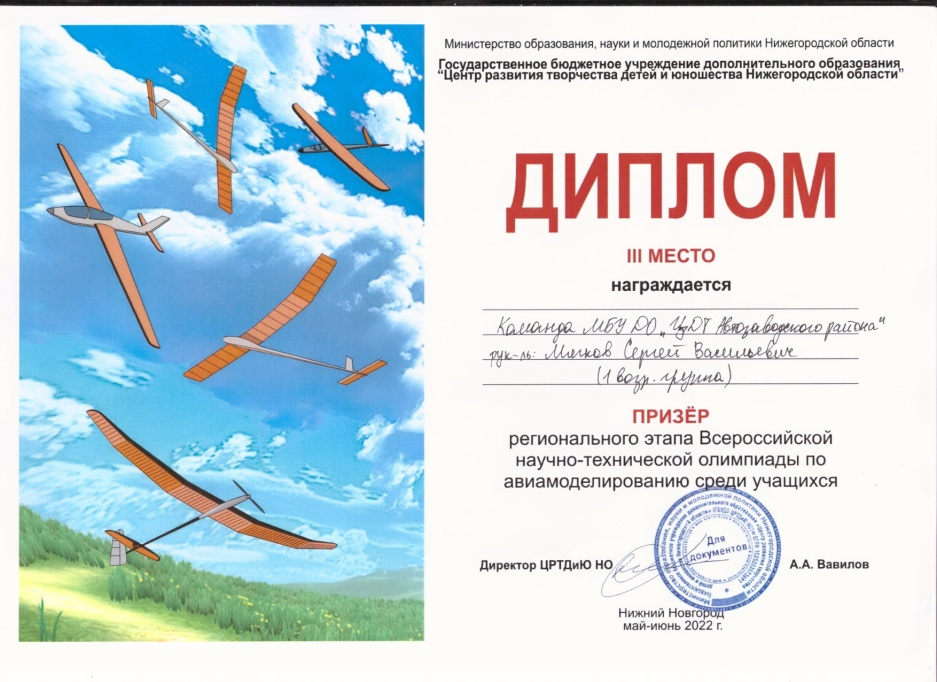 Министерство образования, науки и молодежной политики Нижегородской области
Государственное бюджетное учреждение дополнительного образования
"Центр развития творчества детей и юношества Нижегородской области"
ДИПЛОМ
III МЕСТО
награждается
Команда МБУ ДО „ЦДТ Автозаводского района"
рук-ль: Мячков Сергей Васильевич
(1 возр. группа)
ПРИЗЁР
регионального этапа Всероссийской
научно-технической олимпиады по
авиамоделированию среди учащихся
Для
документов
Директор ЦРТДиЮ НО
А.А. Вавилов
Нижний Новгород
май-июнь 2022 г.